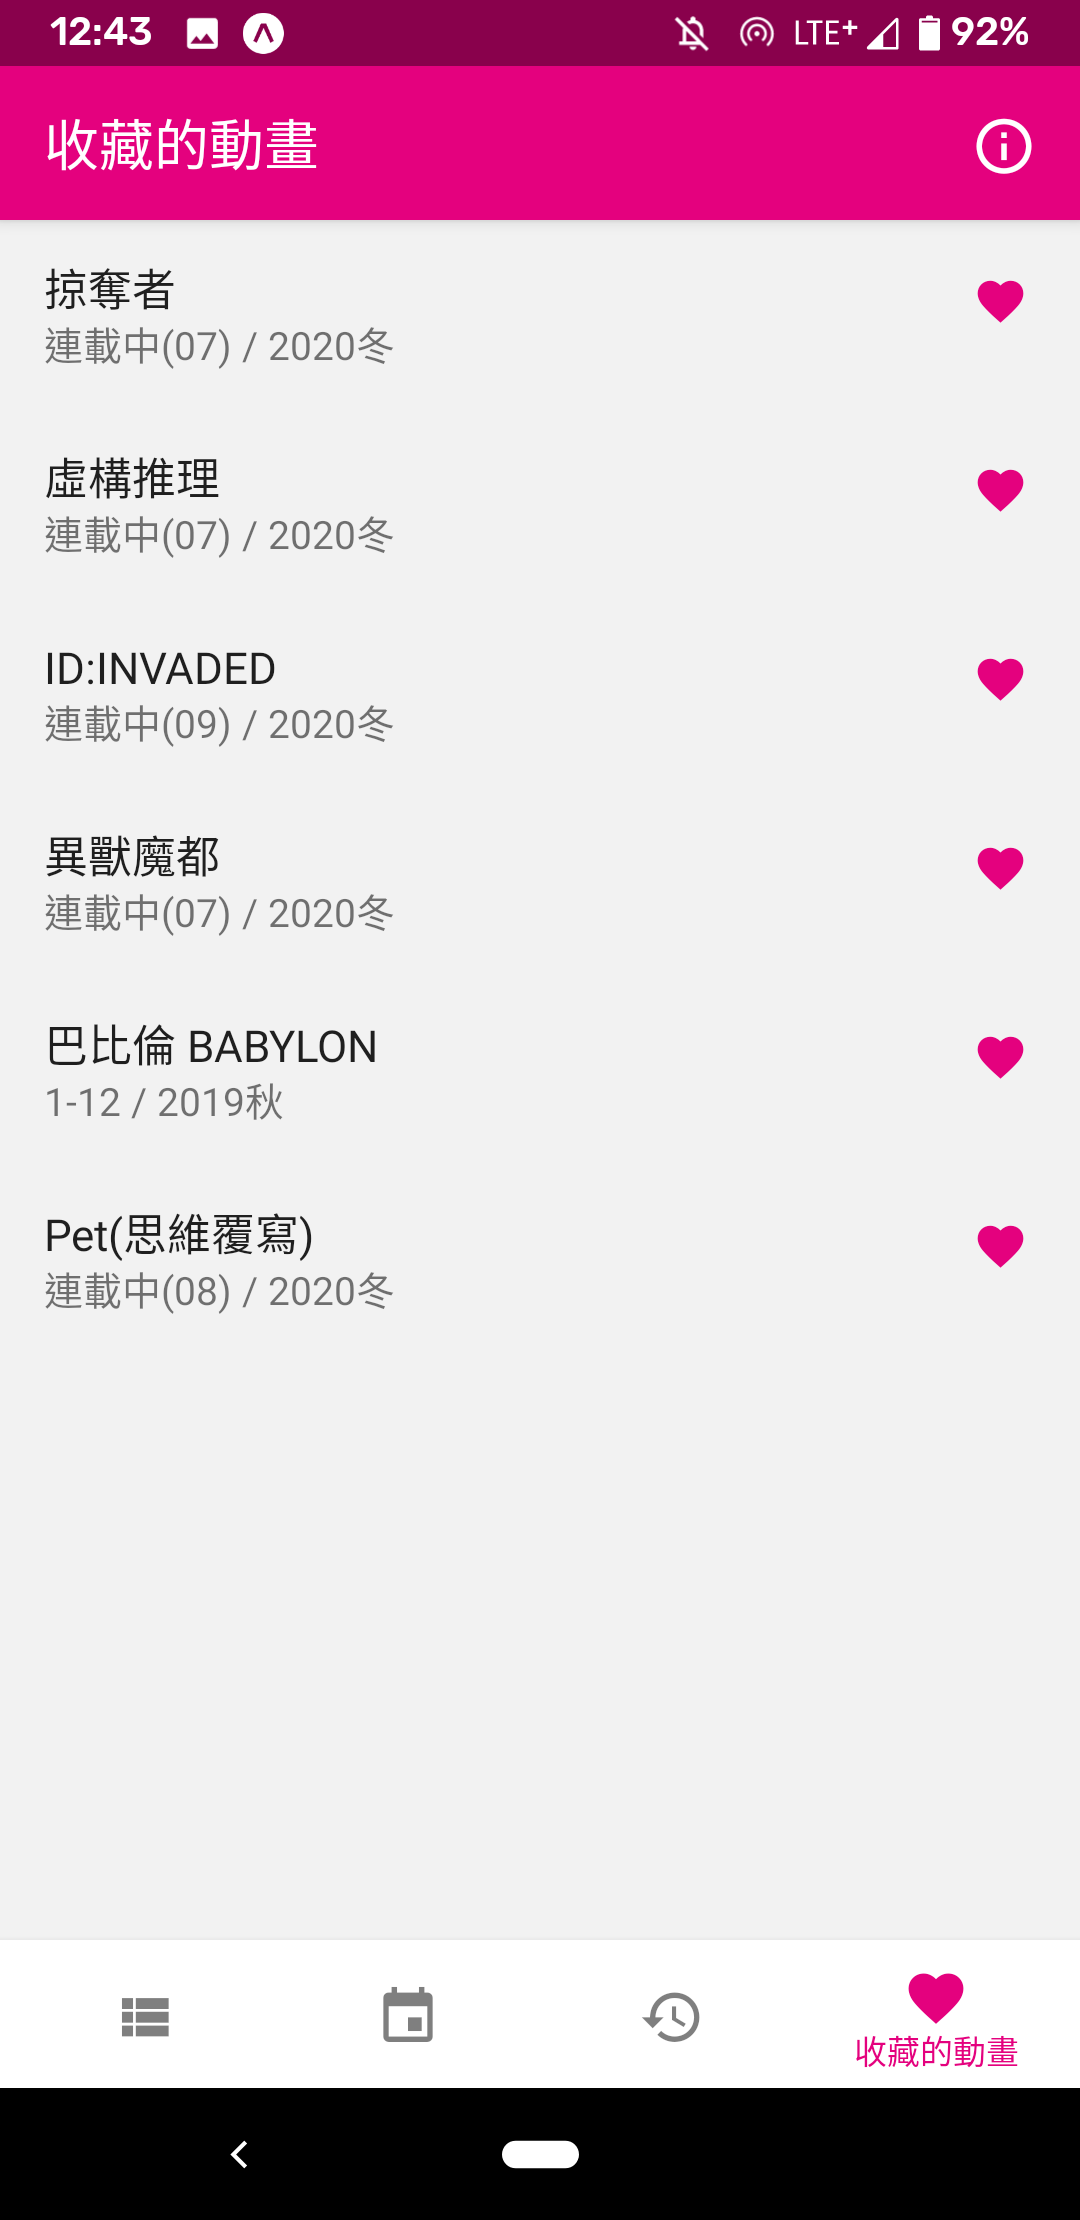 12:43 LTE+ 92%
收藏的動畫
掠奪者
連載中(07) / 2020冬
虛構推理
連載中(07) / 2020冬
ID:INVADED
連載中(09) / 2020冬
異獸魔都
連載中(07) / 2020冬
巴比倫 BABYLON
1-12 / 2019秋
Pet(思維覆寫)
連載中(08) / 2020冬
收藏的動畫